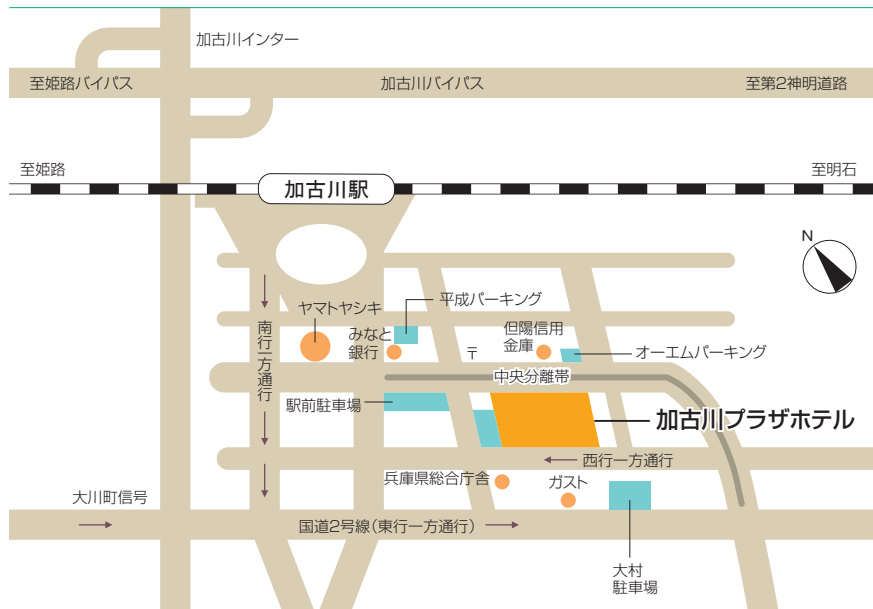 加古川インター
至姫路バイパス
加古川バイパス
至第2神明道路
至姫路
加古川駅
至明石
N
南行一方通行
ヤマトヤシキ
平成パーキング
みなと
銀行
〒
但陽信用
金庫
オーエムパーキング
中央分離帯
駅前駐車場
加古川プラザホテル
西行一方通行
兵庫県総合庁舎
ガスト
大川町信号
国道2号線(東行一方通行)
大村
駐車場